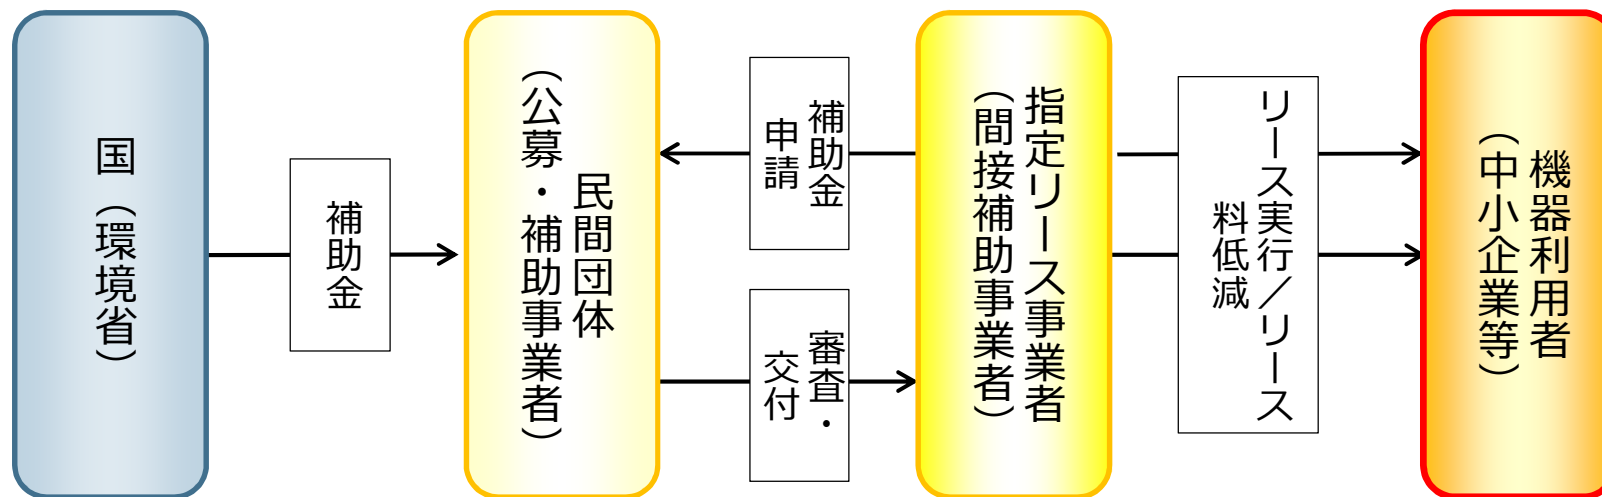 国（環境省）
補助金
民間団体
（公募・補助事業者）
補助金
申請
審査・
交付
指定リース事業者
（間接補助事業者）
リース実行／リース
料低減
機器利用者
（中小企業等）